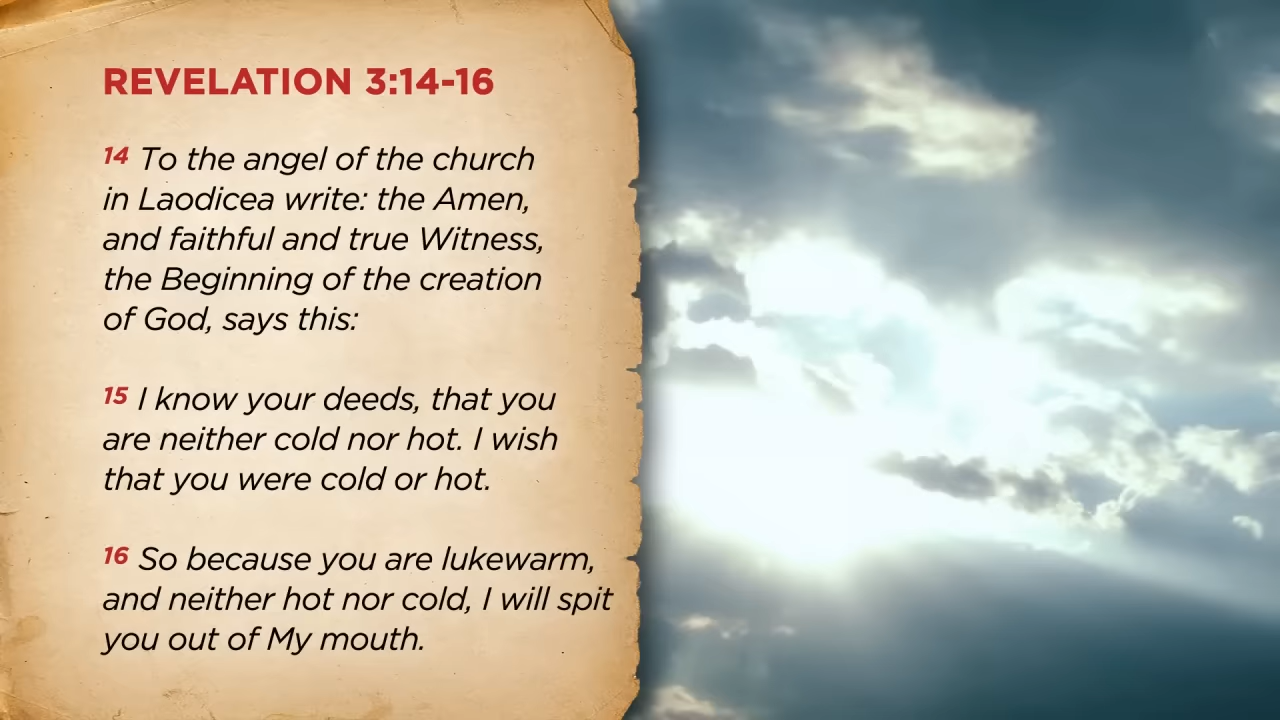 REVELATION 3:14-16
14 To the angel of the church
in Laodicea write: the Amen,
and faithful and true Witness,
the Beginning of the creation
of God, says this:
15 I know your deeds, that you
are neither cold nor hot. I wish
that you were cold or hot.
16 So because you are lukewarm,
and neither hot nor cold, I will spit
you out of My mouth.